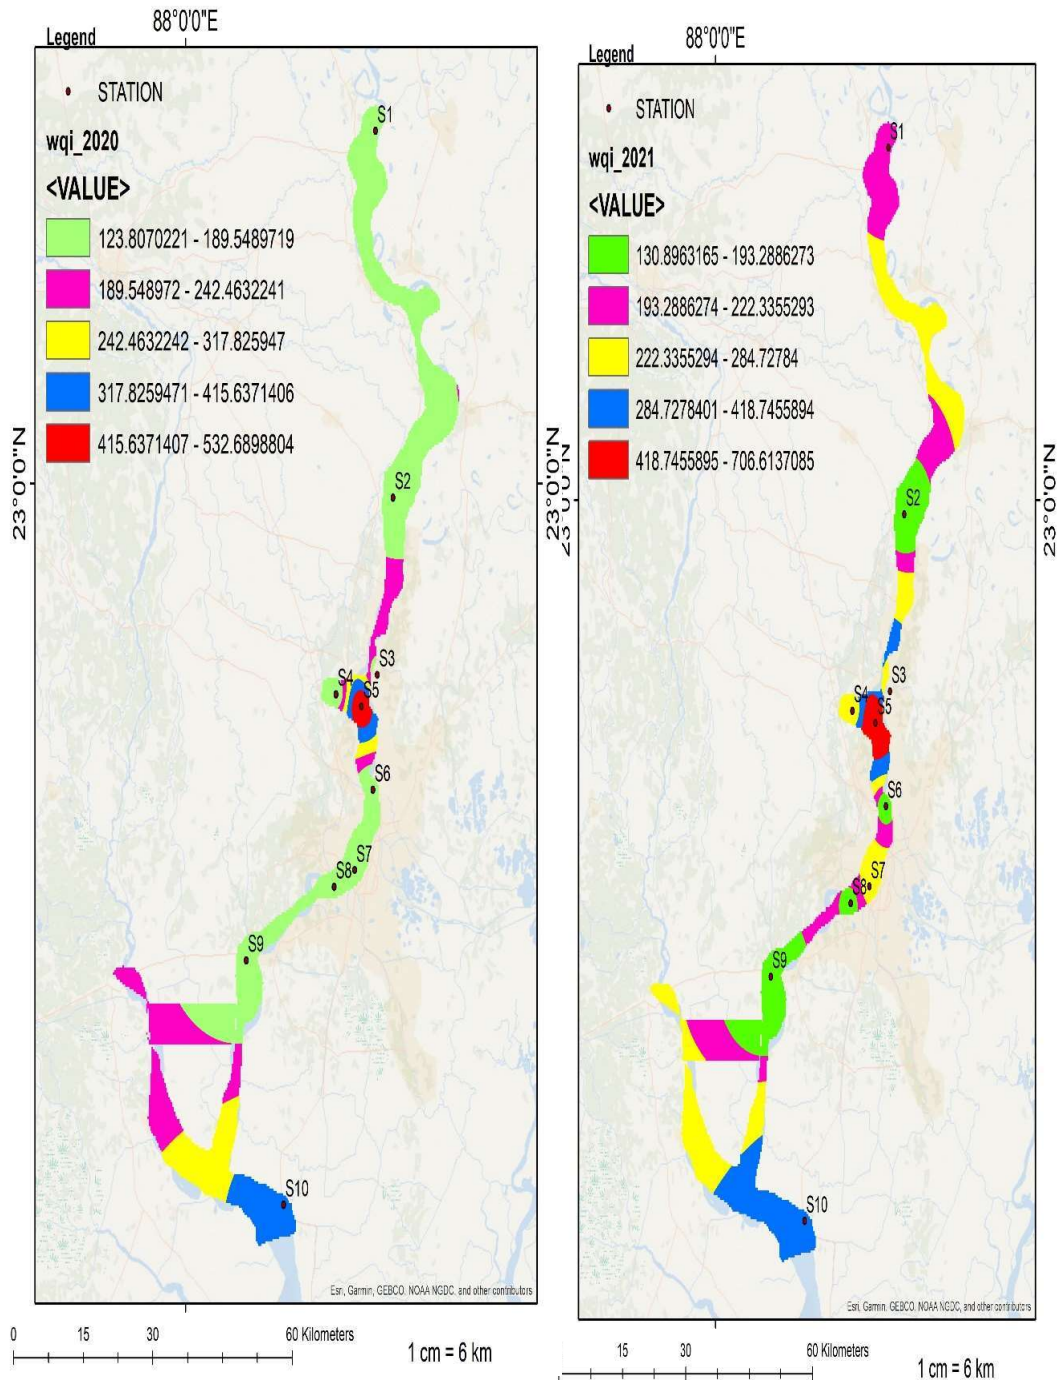 88°0'0"E
Legend
STATION
wqi_2020
<VALUE>
123.8070221 - 189.5489719
189.548972 - 242.4632241
242.4632242 - 317.825947
317.8259471 - 415.6371406
415.6371407 - 532.6898804
S1
S2
S3
S4
S5
S6
S7
S8
S9
S10
23°0'0"N
23°0'0"N
Esri, Garmin, GEBCO, NOAA NGDC, and other contributors
0 15 30 60 Kilometers
1 cm = 6 km
88°0'0"E
Legend
STATION
wqi_2021
<VALUE>
130.8963165 - 193.2886273
193.2886274 - 222.3355293
222.3355294 - 284.72784
284.7278401 - 418.7455894
418.7455895 - 706.6137085
S1
S2
S3
S4
S5
S6
S7
S8
S9
S10
23°0'0"N
23°0'0"N
Esri, Garmin, GEBCO, NOAA NGDC, and other contributors
15 30 60 Kilometers
1 cm = 6 km